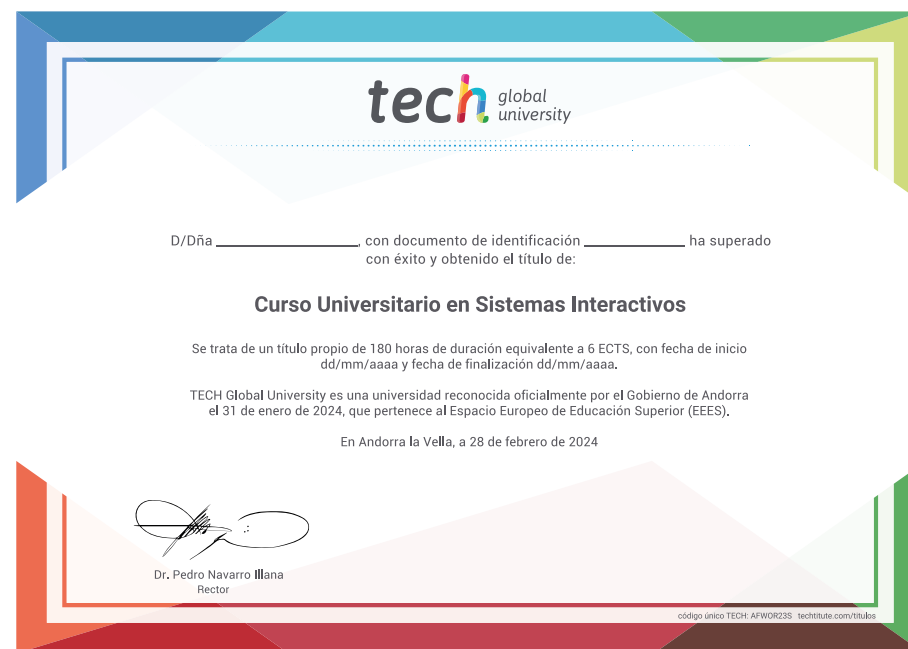 tech global university
D/Dña ____________________, con documento de identificación ______________ ha superado
con éxito y obtenido el título de:
Curso Universitario en Sistemas Interactivos
Se trata de un título propio de 180 horas de duración equivalente a 6 ECTS, con fecha de inicio
dd/mm/aaaa y fecha de finalización dd/mm/aaaa.
TECH Global University es una universidad reconocida oficialmente por el Gobierno de Andorra
el 31 de enero de 2024, que pertenece al Espacio Europeo de Educación Superior (EEES).
En Andorra la Vella, a 28 de febrero de 2024
Dr. Pedro Navarro Illana
Rector
código único TECH: AFWOR23S techtitute.com/titulos